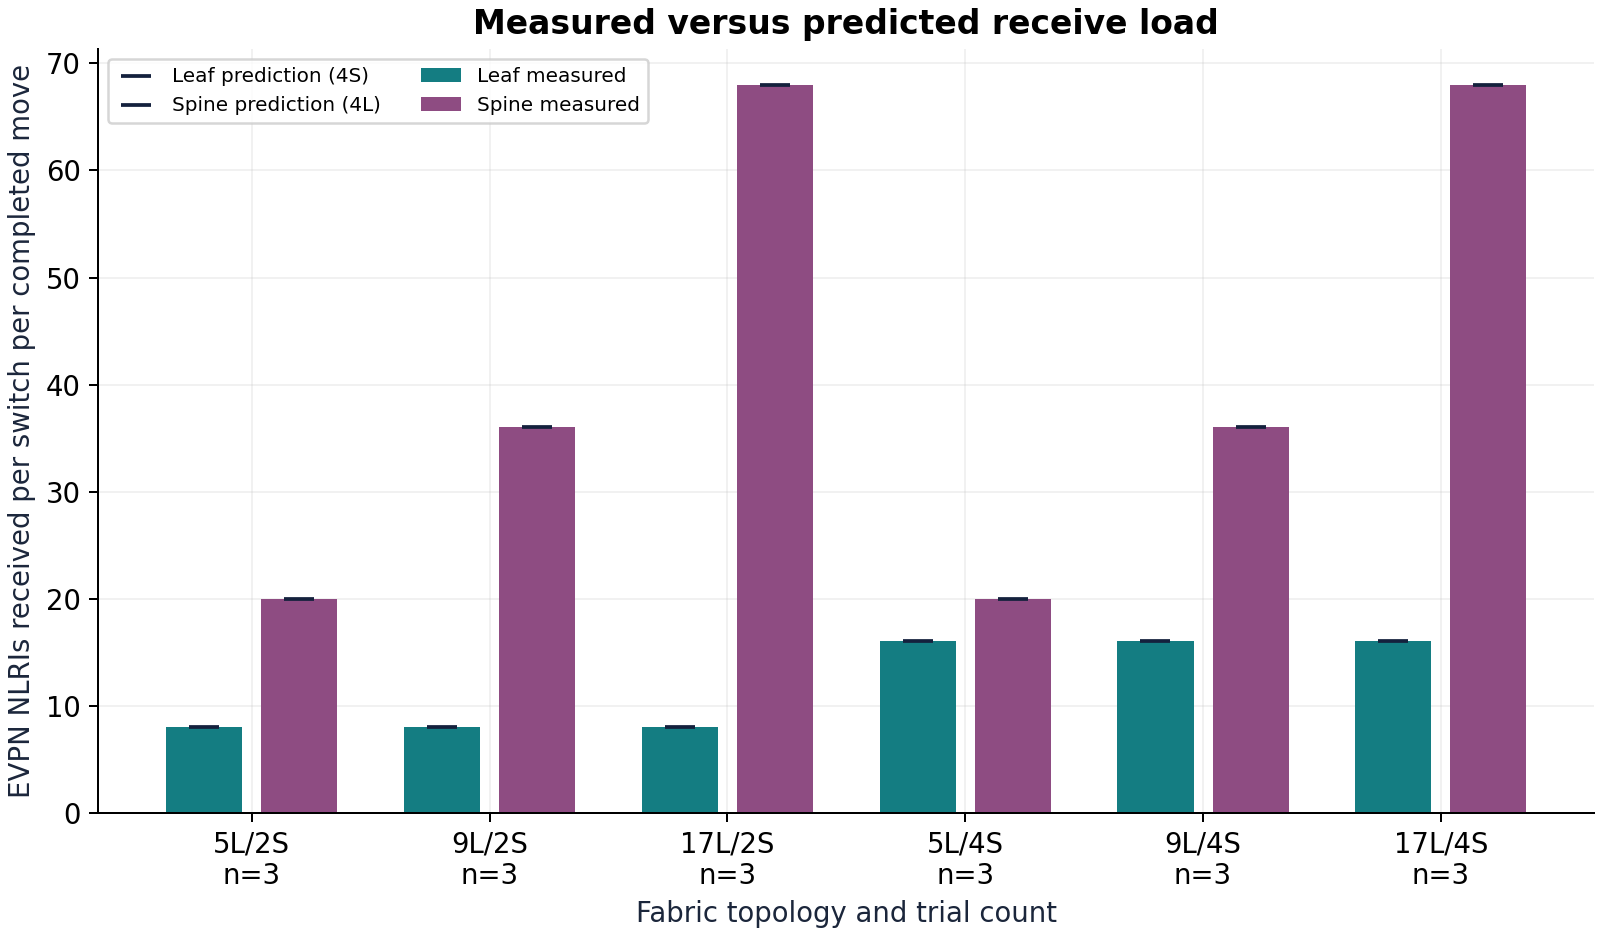 Measured versus predicted receive load
Leaf prediction (4S)
Spine prediction (4L)
Leaf measured
Spine measured
EVPN NLRIs received per switch per completed move
70
60
50
40
30
20
10
0
5L/2S
n=3
9L/2S
n=3
17L/2S
n=3
5L/4S
n=3
9L/4S
n=3
17L/4S
n=3
Fabric topology and trial count